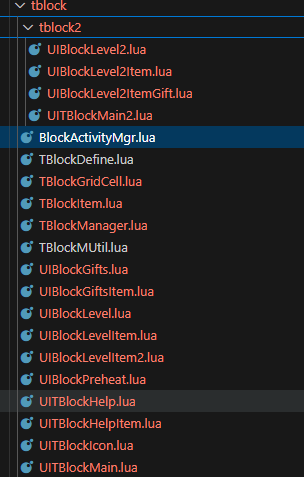 tblock
tblock2
UIBlockLevel2.lua
UIBlockLevel2Item.lua
UIBlockLevel2ItemGift.lua
UITBlockMain2.lua
BlockActivityMgr.lua
TBlockDefine.lua
TBlockGridCell.lua
TBlockItem.lua
TBlockManager.lua
TBlockMUtil.lua
UIBlockGifts.lua
UIBlockGiftsItem.lua
UIBlockLevel.lua
UIBlockLevelItem.lua
UIBlockLevelItem2.lua
UIBlockPreheat.lua
UITBlockHelp.lua
UITBlockHelpItem.lua
UITBlockIcon.lua
UITBlockMain.lua